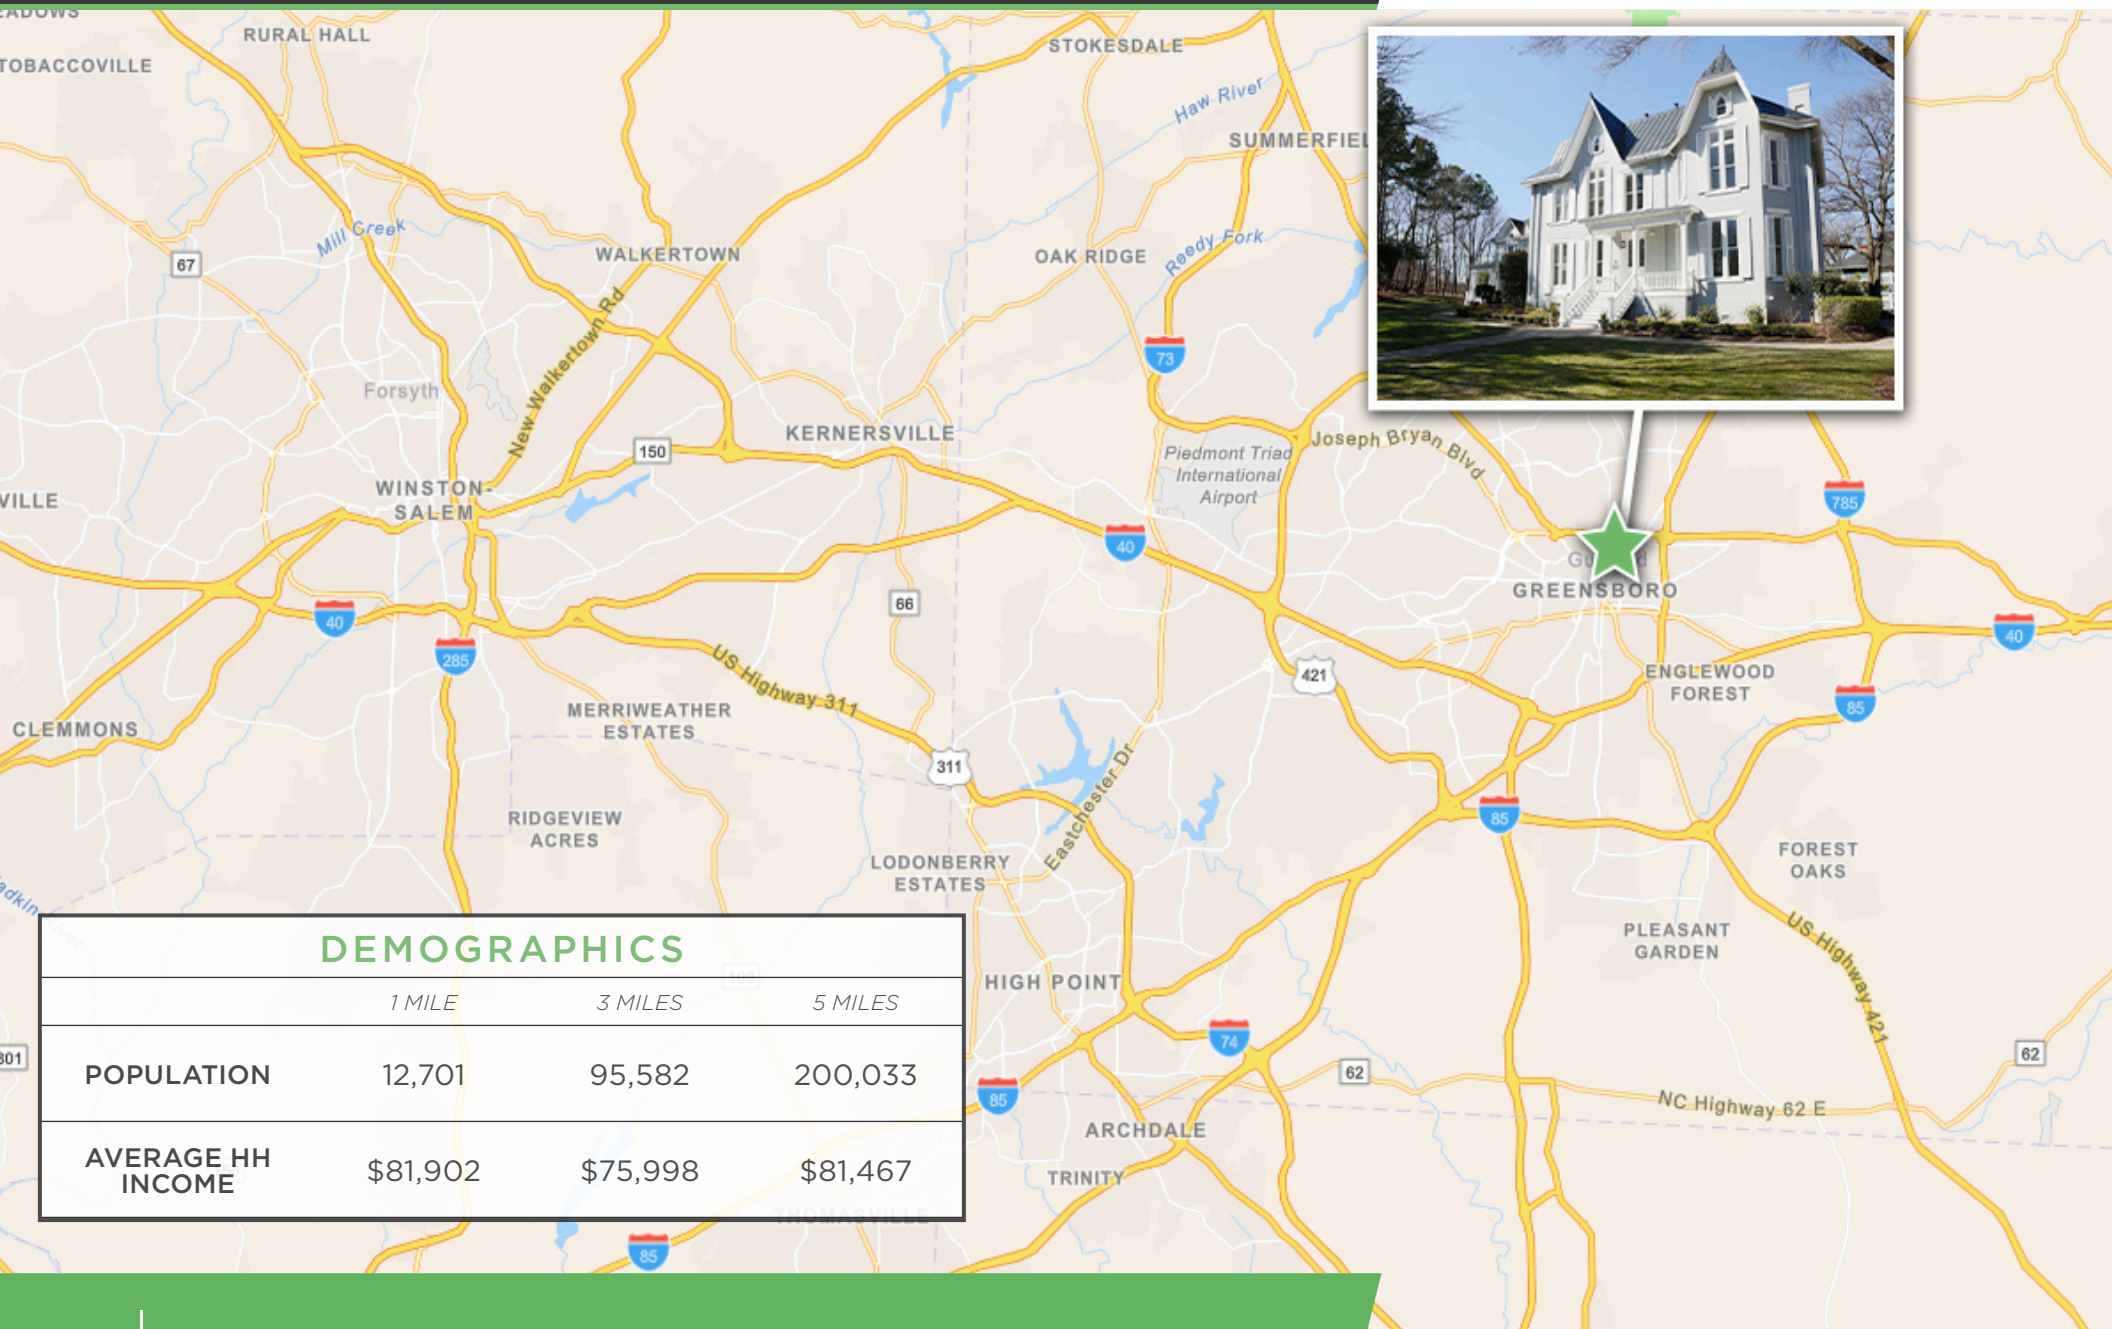 EADOWS
RURAL HALL
TOBACCOVILLE
STOKESDALE
Haw River
SUMMERFIEL
Mill Creek
67
WALKERTOWN
OAK RIDGE
Reedy Fork
New Walkertown Rd
73
Forsyth
KERNERSVILLE
150
Joseph Bryan Blvd
Piedmont Triad
International
Airport
WINSTON-
SALEM
VILLE
785
40
GREENSBORO
66
40
40
285
US Highway 311
421
ENGLEWOOD
FOREST
85
CLEMMONS
MERRIWEATHER
ESTATES
311
Eastchester Dr
RIDGEVIEW
ACRES
85
LODONBERRY
ESTATES
FOREST
OAKS
PLEASANT
GARDEN
US Highway 421
HIGH POINT
74
62
62
801
85
NC Highway 62 E
ARCHDALE
TRINITY
DEMOGRAPHICS
109
1 MILE 3 MILES 5 MILES
POPULATION 12,701 95,582 200,033
AVERAGE HH
INCOME $81,902 $75,998 $81,467
THOMASVILLE
85